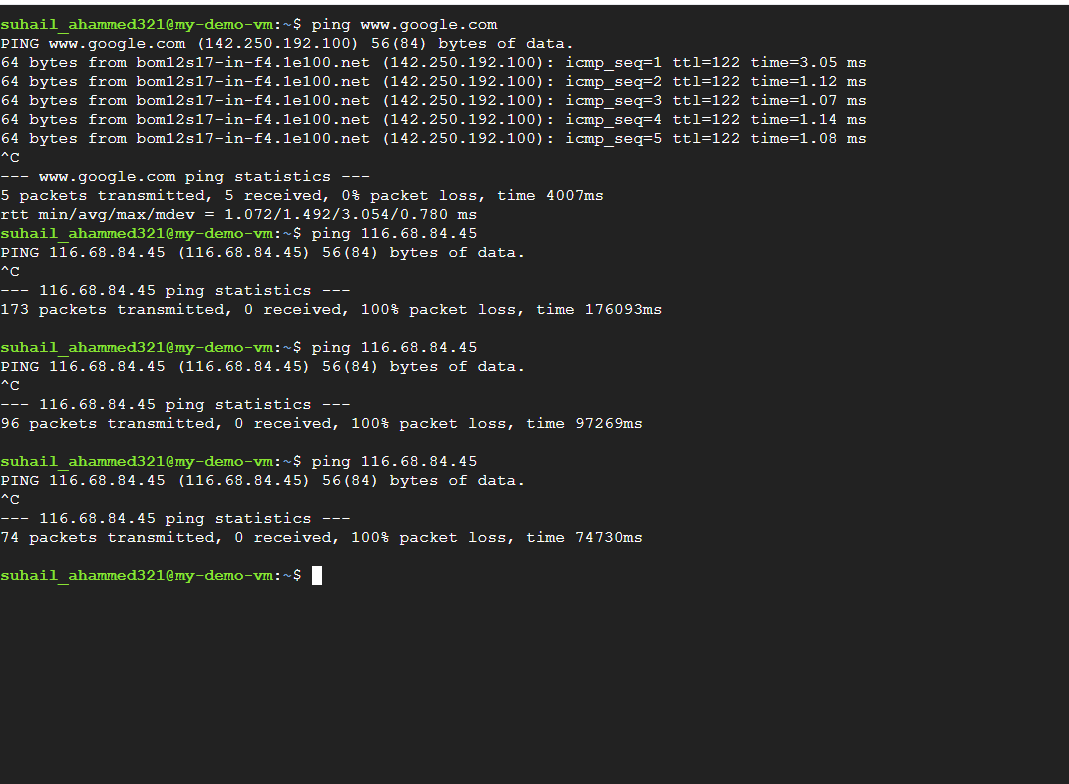 suhail_ahammed321@my-demo-vm:~$ ping www.google.com
PING www.google.com (142.250.192.100) 56(84) bytes of data.
64 bytes from bom12s17-in-f4.1e100.net (142.250.192.100): icmp_seq=1 ttl=122 time=3.05 ms
64 bytes from bom12s17-in-f4.1e100.net (142.250.192.100): icmp_seq=2 ttl=122 time=1.12 ms
64 bytes from bom12s17-in-f4.1e100.net (142.250.192.100): icmp_seq=3 ttl=122 time=1.07 ms
64 bytes from bom12s17-in-f4.1e100.net (142.250.192.100): icmp_seq=4 ttl=122 time=1.14 ms
64 bytes from bom12s17-in-f4.1e100.net (142.250.192.100): icmp_seq=5 ttl=122 time=1.08 ms
^C
--- www.google.com ping statistics ---
5 packets transmitted, 5 received, 0% packet loss, time 4007ms
rtt min/avg/max/mdev = 1.072/1.492/3.054/0.780 ms
suhail_ahammed321@my-demo-vm:~$ ping 116.68.84.45
PING 116.68.84.45 (116.68.84.45) 56(84) bytes of data.
^C
--- 116.68.84.45 ping statistics ---
173 packets transmitted, 0 received, 100% packet loss, time 176093ms
suhail_ahammed321@my-demo-vm:~$ ping 116.68.84.45
PING 116.68.84.45 (116.68.84.45) 56(84) bytes of data.
^C
--- 116.68.84.45 ping statistics ---
96 packets transmitted, 0 received, 100% packet loss, time 97269ms
suhail_ahammed321@my-demo-vm:~$ ping 116.68.84.45
PING 116.68.84.45 (116.68.84.45) 56(84) bytes of data.
^C
--- 116.68.84.45 ping statistics ---
74 packets transmitted, 0 received, 100% packet loss, time 74730ms
suhail_ahammed321@my-demo-vm:~$